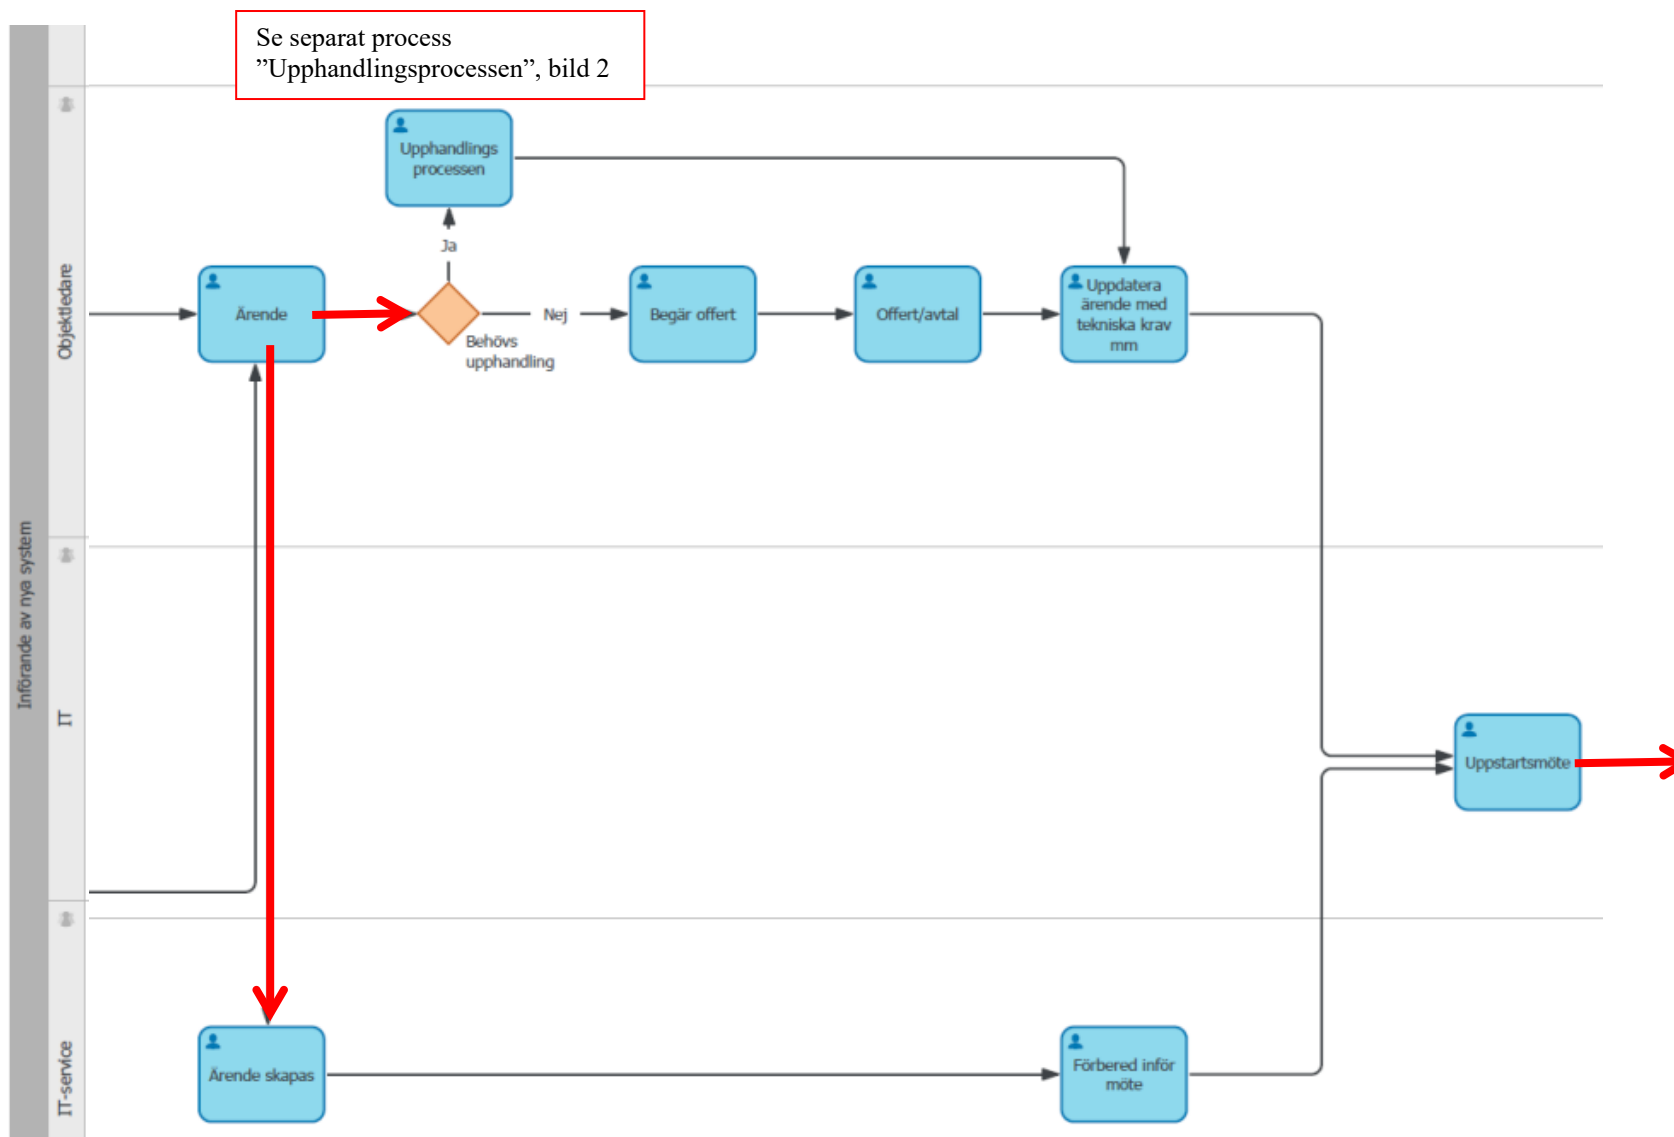 Se separat process
”Upphandlingsprocessen”, bild 2
Införande av nya system
Objektledare
Upphandlings
processen
Ja
Ärende
Behövs
upphandling
Nej
Begär offert
Offert/avtal
Uppdatera
ärende med
tekniska krav
mm
IT
Uppstartsmöte
IT-service
Ärende skapas
Förbered inför
möte